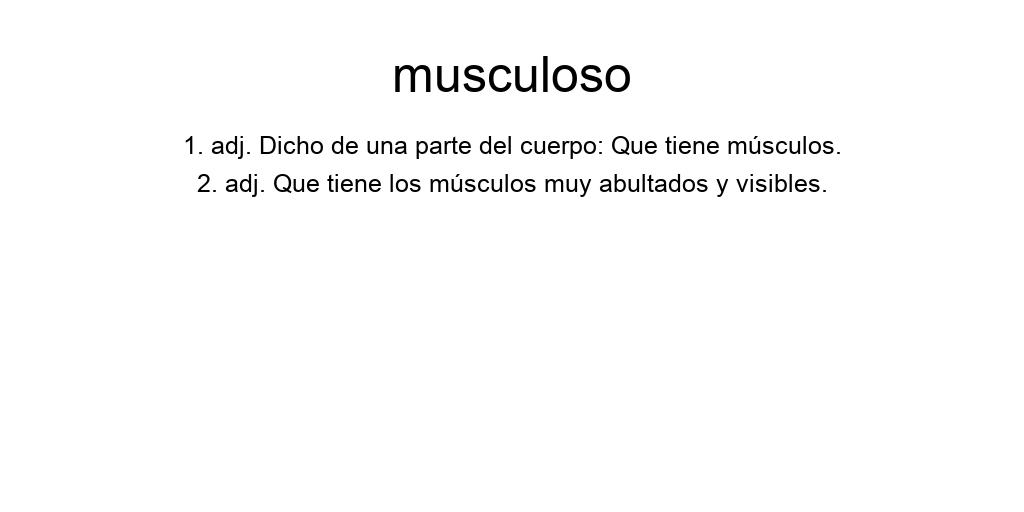 musculoso
1. adj. Dicho de una parte del cuerpo: Que tiene músculos.
2. adj. Que tiene los músculos muy abultados y visibles.